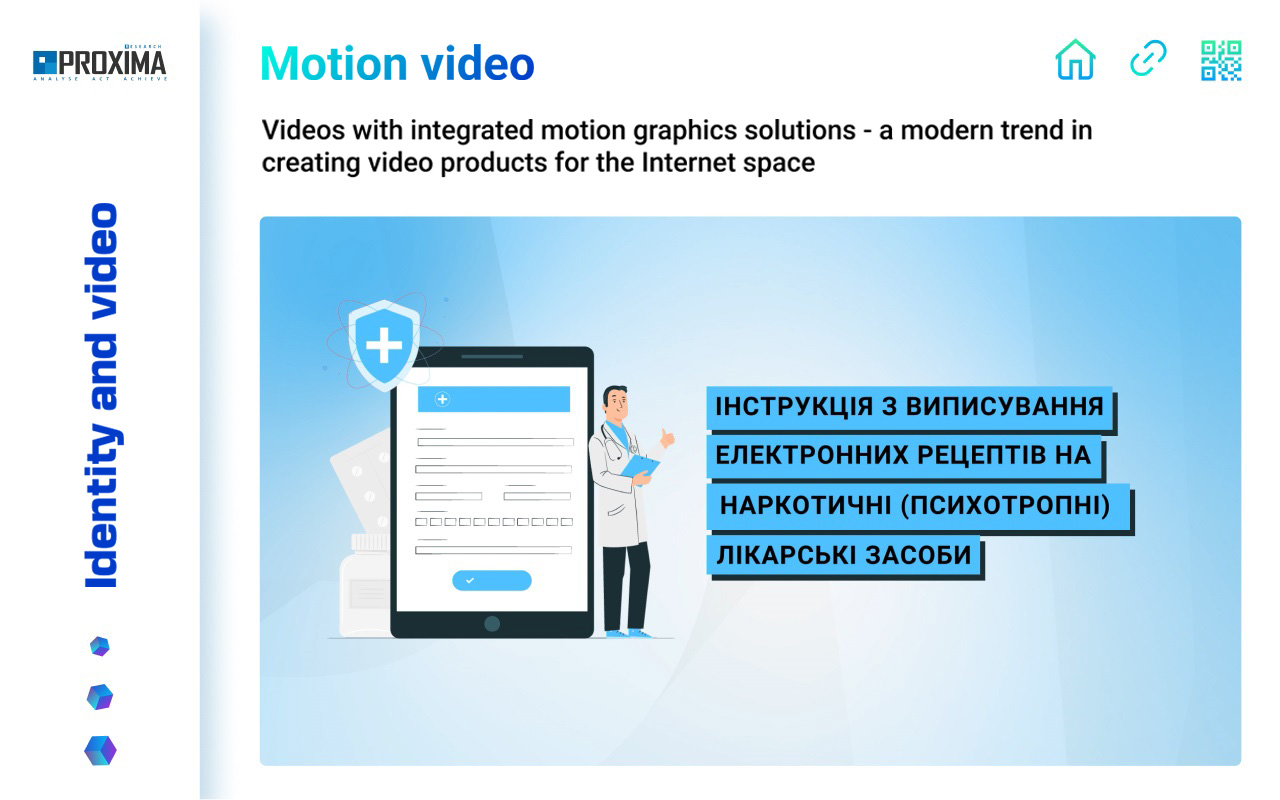 RESEARCH
PROXIMA
ANALYSE ACT ACHIEVE
Identity and video
Motion video
Videos with integrated motion graphics solutions - a modern trend in
creating video products for the Internet space
ІНСТРУКЦІЯ З ВИПИСУВАННЯ
ЕЛЕКТРОННИХ РЕЦЕПТІВ НА
НАРКОТИЧНІ (ПСИХОТРОПНІ)
ЛІКАРСЬКІ ЗАСОБИ